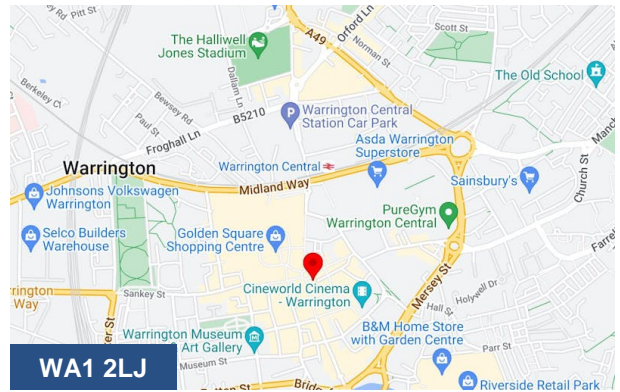 Pitt St
The Halliwell
Jones Stadium
A49
Orford Ln
Norman St
Scott St
The Old School
Berkeley Ct
Bewsey Rd
Dallam Ln
Paul St
B5210
Froghall Ln
P
Warrington Central
Station Car Park
Asda Warrington
Superstore
Warrington
Warrington Central
Midland Way
Sainsbury's
Church St
Johnsons Volkswagen
Warrington
PureGym
Warrington Central
Selco Builders
Warehouse
Golden Square
Shopping Centre
Sankey St
Cineworld Cinema
- Warrington
Mersey St
Holywell Dr
Hall St
Warrington Museum
Art Gallery
B&M Home Store
with Garden Centre
Parr St
Museum St
WA1 2LJ
Riverside Retail Park